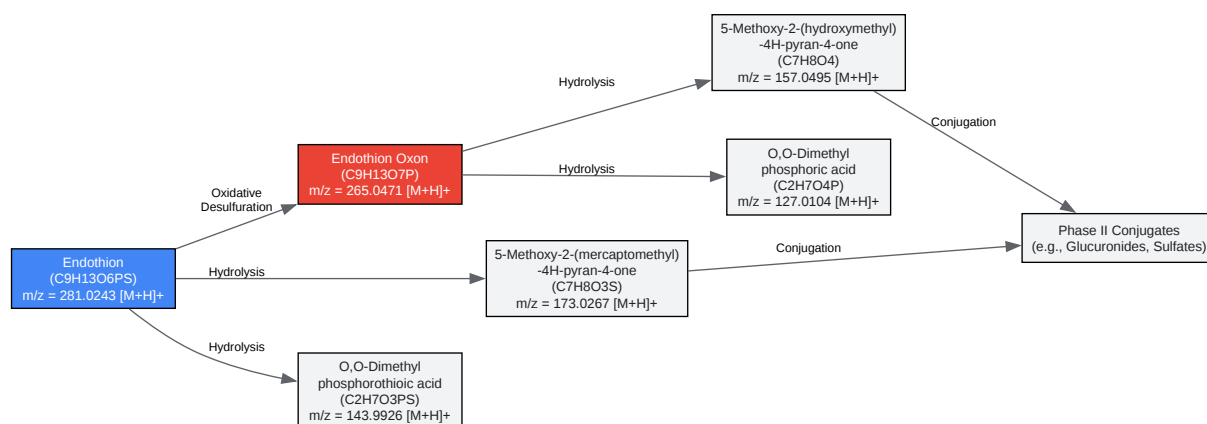 5-Methoxy-2-(hydroxymethyl)
-4H-pyran-4-one
(C7H8O4)
m/z = 157.0495 [M+H]+
Hydrolysis
Conjugation
Endothion Oxon
(C9H13O7P)
m/z = 265.0471 [M+H]+
Hydrolysis
O,O-Dimethyl
phosphoric acid
(C2H7O4P)
m/z = 127.0104 [M+H]+
Oxidative
Desulfuration
Phase II Conjugates
(e.g., Glucuronides, Sulfates)
Endothion
(C9H13O6PS)
m/z = 281.0243 [M+H]+
Hydrolysis
5-Methoxy-2-(mercaptomethyl)
-4H-pyran-4-one
(C7H8O3S)
m/z = 173.0267 [M+H]+
Conjugation
Hydrolysis
O,O-Dimethyl
phosphorothioic acid
(C2H7O3PS)
m/z = 143.9926 [M+H]+